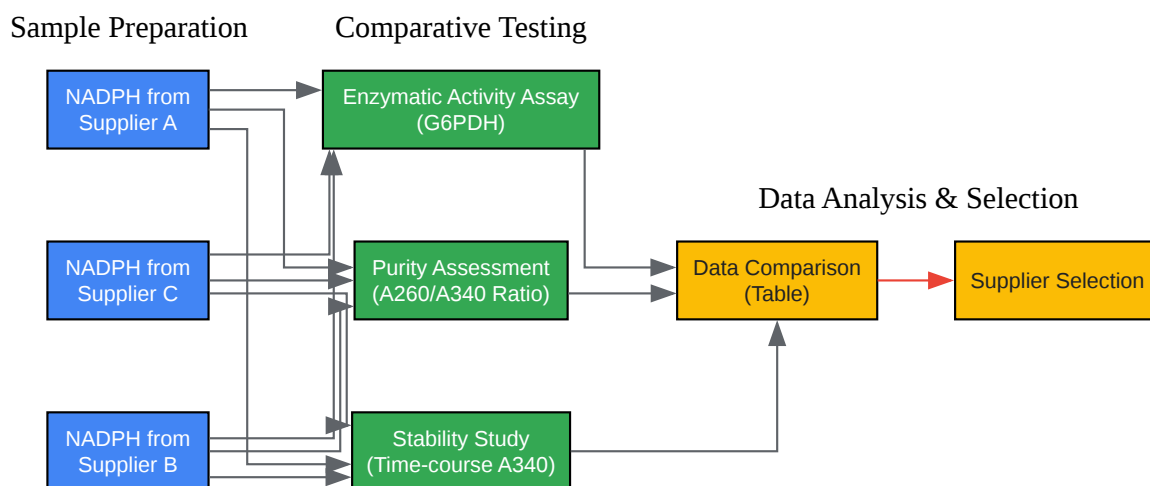 Sample Preparation
Comparative Testing
NADPH from
Supplier A
Enzymatic Activity Assay
(G6PDH)
Data Analysis & Selection
NADPH from
Supplier C
Purity Assessment
(A260/A340 Ratio)
Data Comparison
(Table)
Supplier Selection
NADPH from
Supplier B
Stability Study
(Time-course A340)